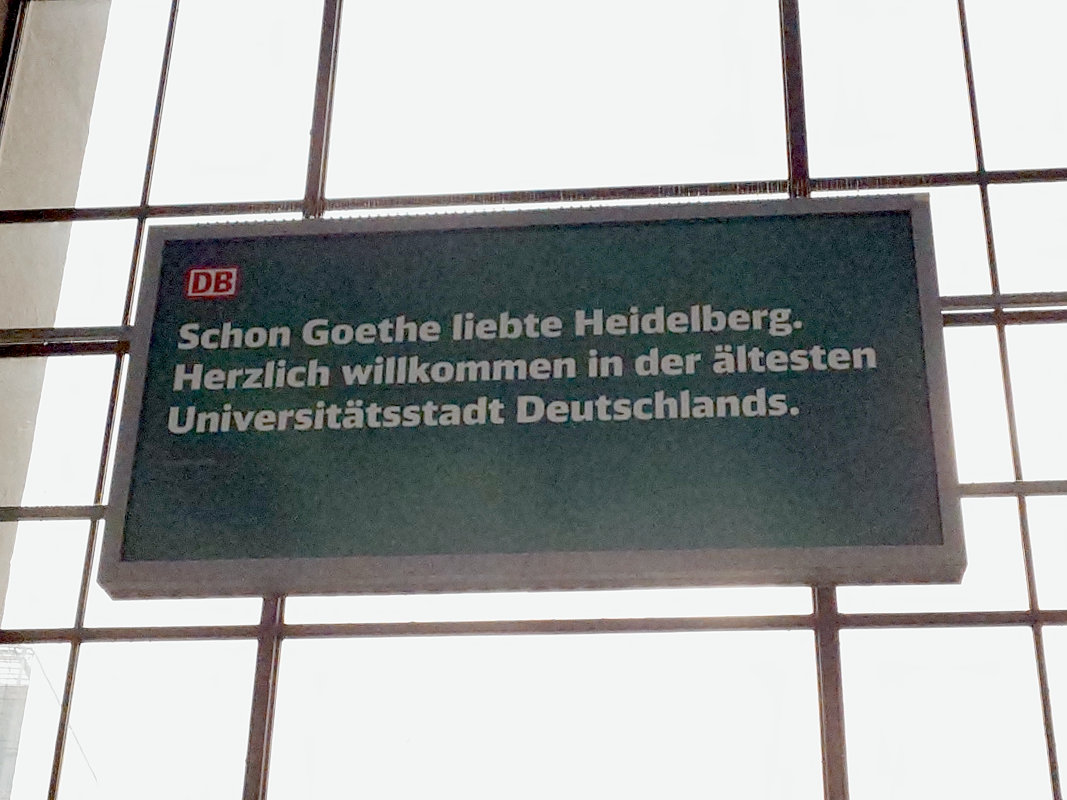 DB
Schon Goethe liebte Heidelberg.
Herzlich willkommen in der ältesten
Universitätsstadt Deutschlands.